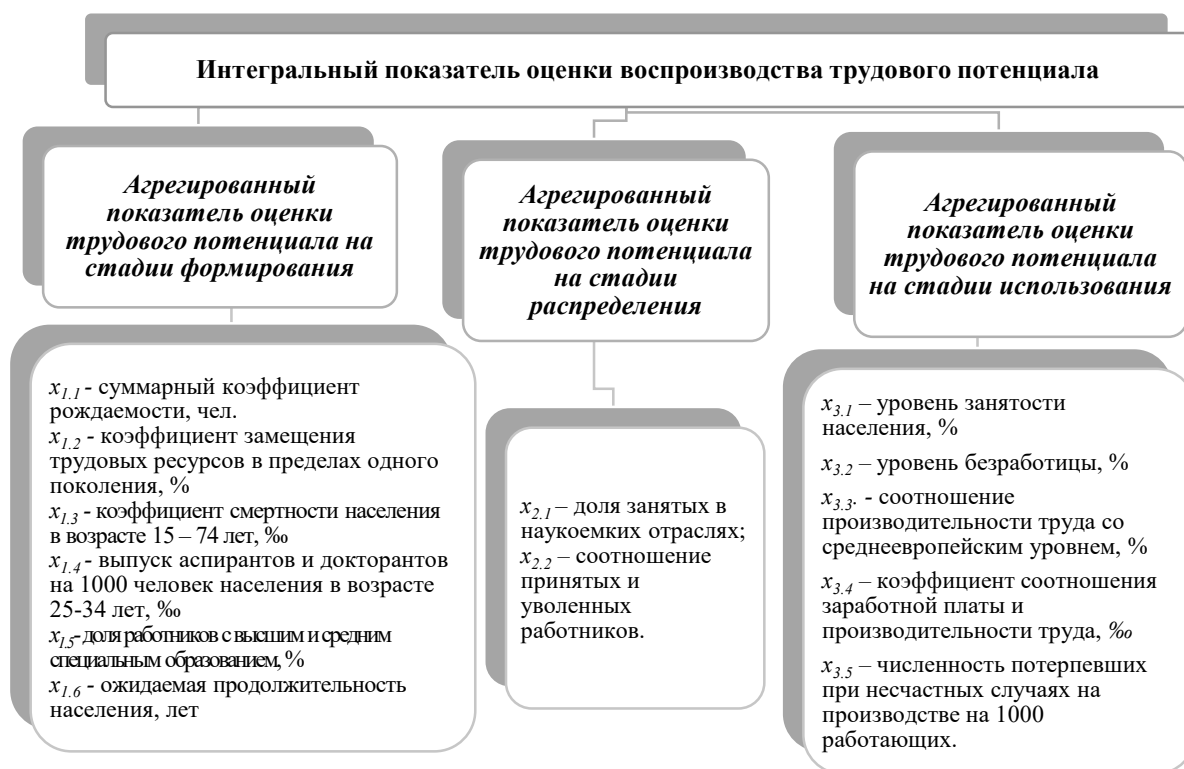 Интегральный показатель оценки воспроизводства трудового потенциала
Агрегированный
показатель оценки
трудового потенциала на
стадии формирования
x1.1 - суммарный коэффициент
рождаемости, чел.
x1.2 - коэффициент замещения
трудовых ресурсов в пределах одного
поколения, %
x1.3 - коэффициент смертности населения
в возрасте 15 – 74 лет, ‰
x1.4 – выпуск аспирантов и докторантов
на 1000 человек населения в возрасте
25-34 лет, ‰
x1.5- доля работников с высшим и средним
специальным образованием, %
x1.6 - ожидаемая продолжительность
населения, лет
Агрегированный
показатель оценки
трудового потенциала
на стадии
распределения
x2.1 – доля занятых в
наукоемких отраслях;
x2.2 – соотношение
принятых и
уволенных
работников.
Агрегированный
показатель оценки
трудового потенциала
на стадии использования
x3.1 – уровень занятости
населения, %
x3.2 – уровень безработицы, %
x3.3. - соотношение
производительности труда со
среднеевропейским уровнем, %
x3.4 – коэффициент соотношения
заработной платы и
производительности труда, ‰
x3.5 – численность потерпевших
при несчастных случаях на
производстве на 1000
работающих.